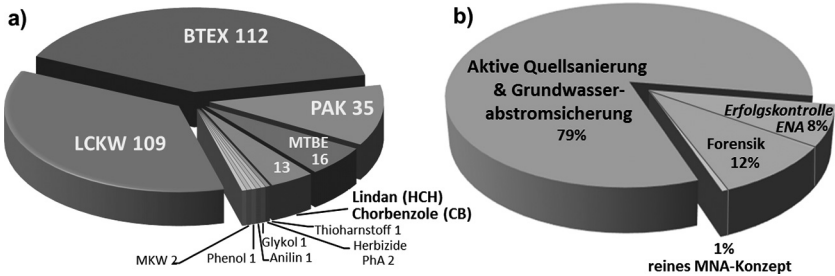 a)
BTEX 112
PAK 35
MTBE
16
13
LCKW 109
Lindan (HCH)
Chorbenzole (CB)
Thioharnstoff 1
Herbizide
PhA 2
Glykol 1
Anilin 1
Phenol 1
MKW 2
b)
Aktive Quellsanierung
& Grundwasser-
abstromsicherung
79%
Erfolgskontrolle
ENA 8%
Forensik
12%
1%
reines MNA-Konzept